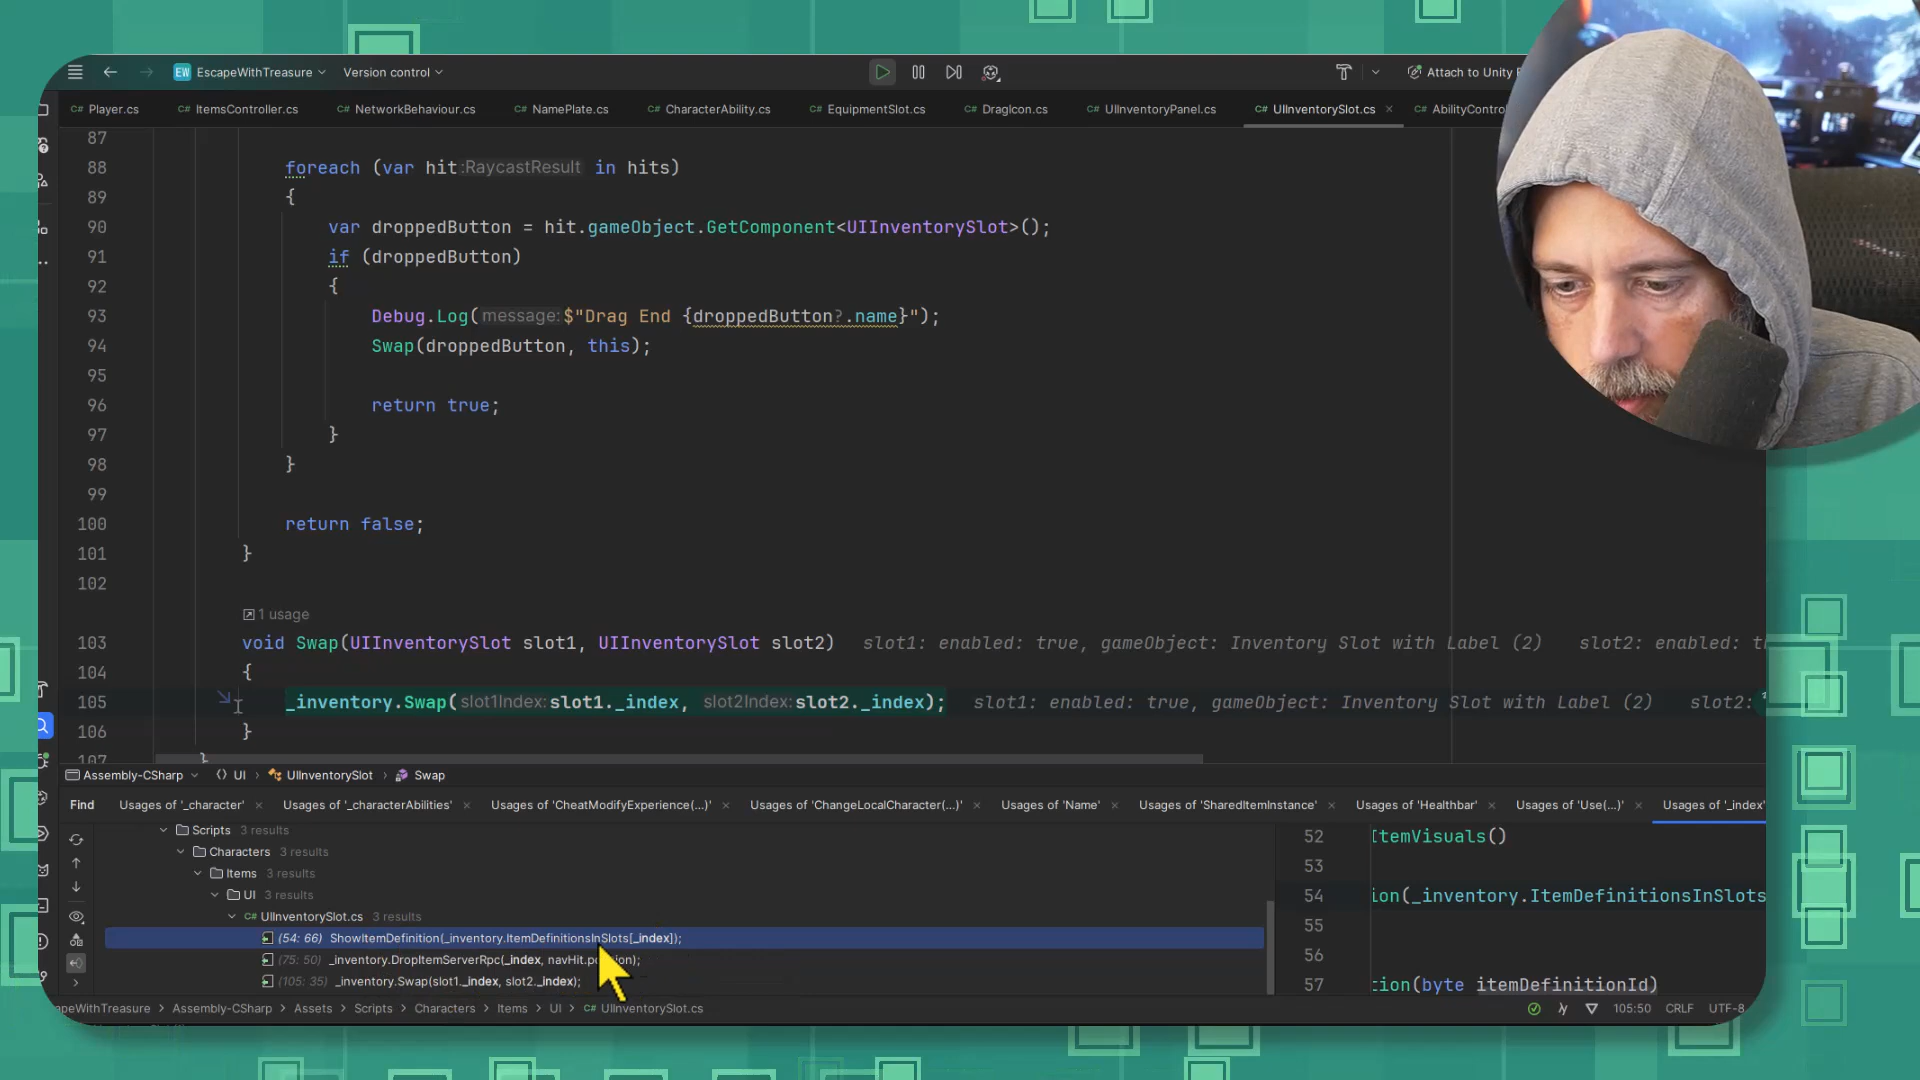 EW EscapeWithTreasure Version control Attach to Unity E
Player.cs ItemsController.cs NetworkBehaviour.cs NamePlate.cs CharacterAbility.cs EquipmentSlot.cs DragIcon.cs UIInventoryPanel.cs UIInventorySlot.cs AbilityContro
87
88 foreach (var hit :RaycastResult in hits)
89 {
90 var droppedButton = hit.gameObject.GetComponent<UIInventorySlot>();
91 if (droppedButton)
92 {
93 Debug.Log( message: $"Drag End {droppedButton?.name}");
94 Swap(droppedButton, this);
95
96 return true;
97 }
98 }
99
100 return false;
101 }
102
1 usage
103 void Swap(UIInventorySlot slot1, UIInventorySlot slot2) slot1: enabled: true, gameObject: Inventory Slot with Label (2) slot2: enabled: t
104 {
105 _inventory.Swap( slot1Index: slot1._index, slot2Index: slot2._index); slot1: enabled: true, gameObject: Inventory Slot with Label (2) slot2:
106 }
107 }
Assembly-CSharp UI UIInventorySlot Swap
Find Usages of '_character' Usages of '_characterAbilities' Usages of 'CheatModifyExperience(...)' Usages of 'ChangeLocalCharacter(...)' Usages of 'Name' Usages of 'SharedItemInstance' Usages of 'Healthbar' Usages of 'Use(...)' Usages of '_index'
Scripts 3 results
Characters 3 results
Items 3 results
UI 3 results
C# UIInventorySlot.cs 3 results
(54: 66) ShowItemDefinition(_inventory.ItemDefinitionsInSlots[_index]);
(75: 50) _inventory.DropItemServerRpc(_index, navHit.position);
(105: 35) _inventory.Swap(slot1._index, slot2._index);
52 ItemVisuals()
53
54 ion(_inventory.ItemDefinitionsInSlots
55
56
57 tion(byte itemDefinitionId)
scapeWithTreasure Assembly-CSharp Assets Scripts Characters Items UI C# UIInventorySlot.cs 105:50 CRLF UTF-8